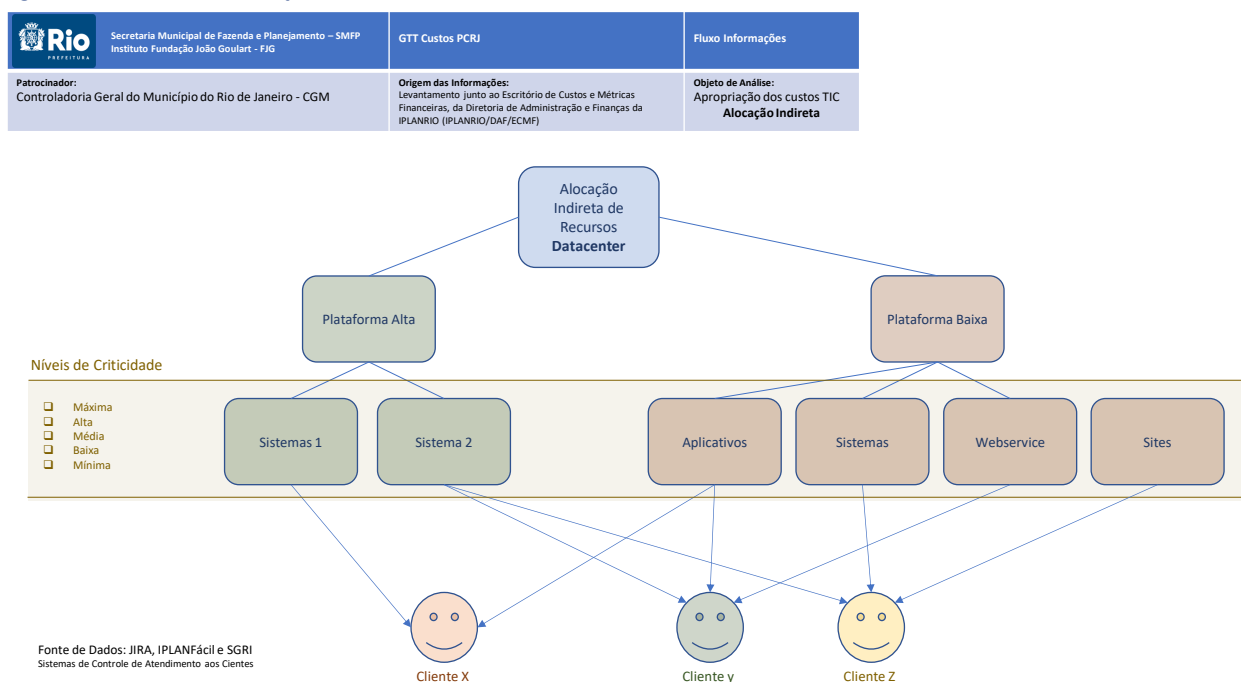 Rio
PREFEITURA
Secretaria Municipal de Fazenda e Planejamento – SMFP
Instituto Fundação João Goulart - FJG
GTT Custos PCRJ
Fluxo Informações
Patrocinador:
Controladoria Geral do Município do Rio de Janeiro - CGM
Origem das Informações:
Levantamento junto ao Escritório de Custos e Métricas
Financeiras, da Diretoria de Administração e Finanças da
IPLANRIO (IPLANRIO/DAF/ECMF)
Objeto de Análise:
Apropriação dos custos TIC
Alocação Indireta
Alocação
Indireta de
Recursos
Datacenter
Plataforma Alta
Plataforma Baixa
Níveis de Criticidade
Máxima
Alta
Média
Baixa
Mínima
Sistemas 1
Sistema 2
Aplicativos
Sistemas
Webservice
Sites
Fonte de Dados: JIRA, IPLANFácil e SGRI
Sistemas de Controle de Atendimento aos Cientes
Cliente X
Cliente y
Cliente Z